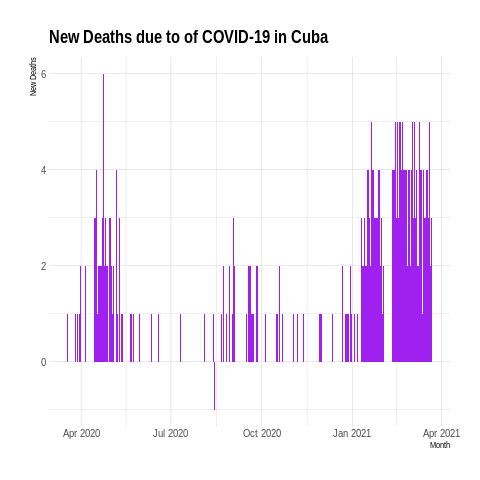 New Deaths due to of COVID-19 in Cuba
New Deaths
6
4
2
0
Apr 2020 Jul 2020 Oct 2020 Jan 2021 Apr 2021
Month